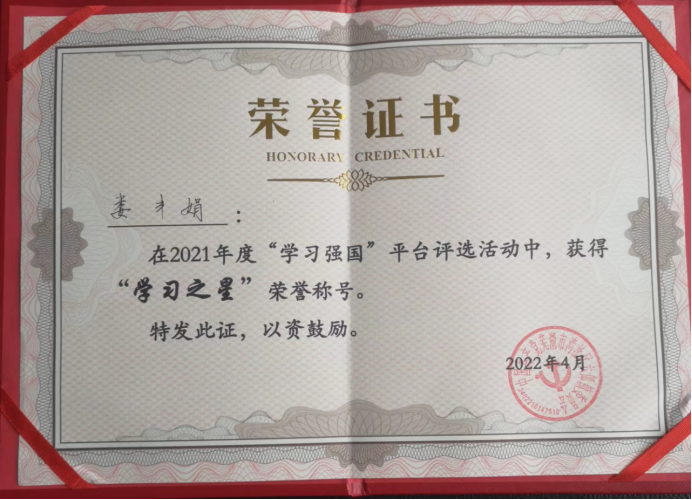 荣誉证书
HONORARY CREDENTIAL
娄丰娟：
在2021年度“学习强国”平台评选活动中，获得
“学习之星”荣誉称号。
特发此证，以资鼓励。
2022年4月